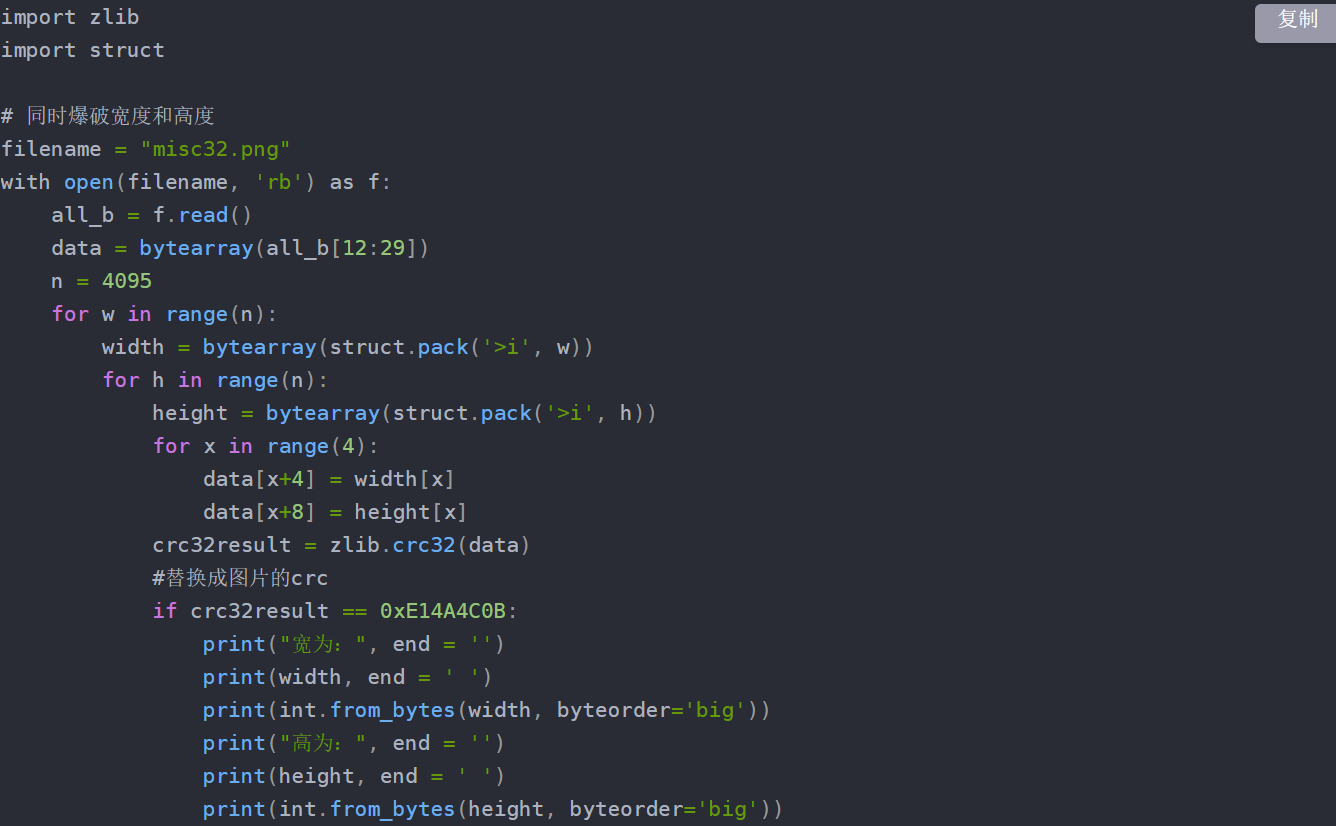 import zlib
复制
import struct
# 同时爆破宽度和高度
filename = "misc32.png"
with open(filename, 'rb') as f:
    all_b = f.read()
    data = bytearray(all_b[12:29])
    n = 4095
    for w in range(n):
        width = bytearray(struct.pack('>i', w))
        for h in range(n):
            height = bytearray(struct.pack('>i', h))
            for x in range(4):
                data[x+4] = width[x]
                data[x+8] = height[x]
            crc32result = zlib.crc32(data)
            #替换成图片的crc
            if crc32result == 0xE14A4C0B:
                print("宽为：", end = '')
                print(width, end = ' ')
                print(int.from_bytes(width, byteorder='big'))
                print("高为：", end = '')
                print(height, end = ' ')
                print(int.from_bytes(height, byteorder='big'))